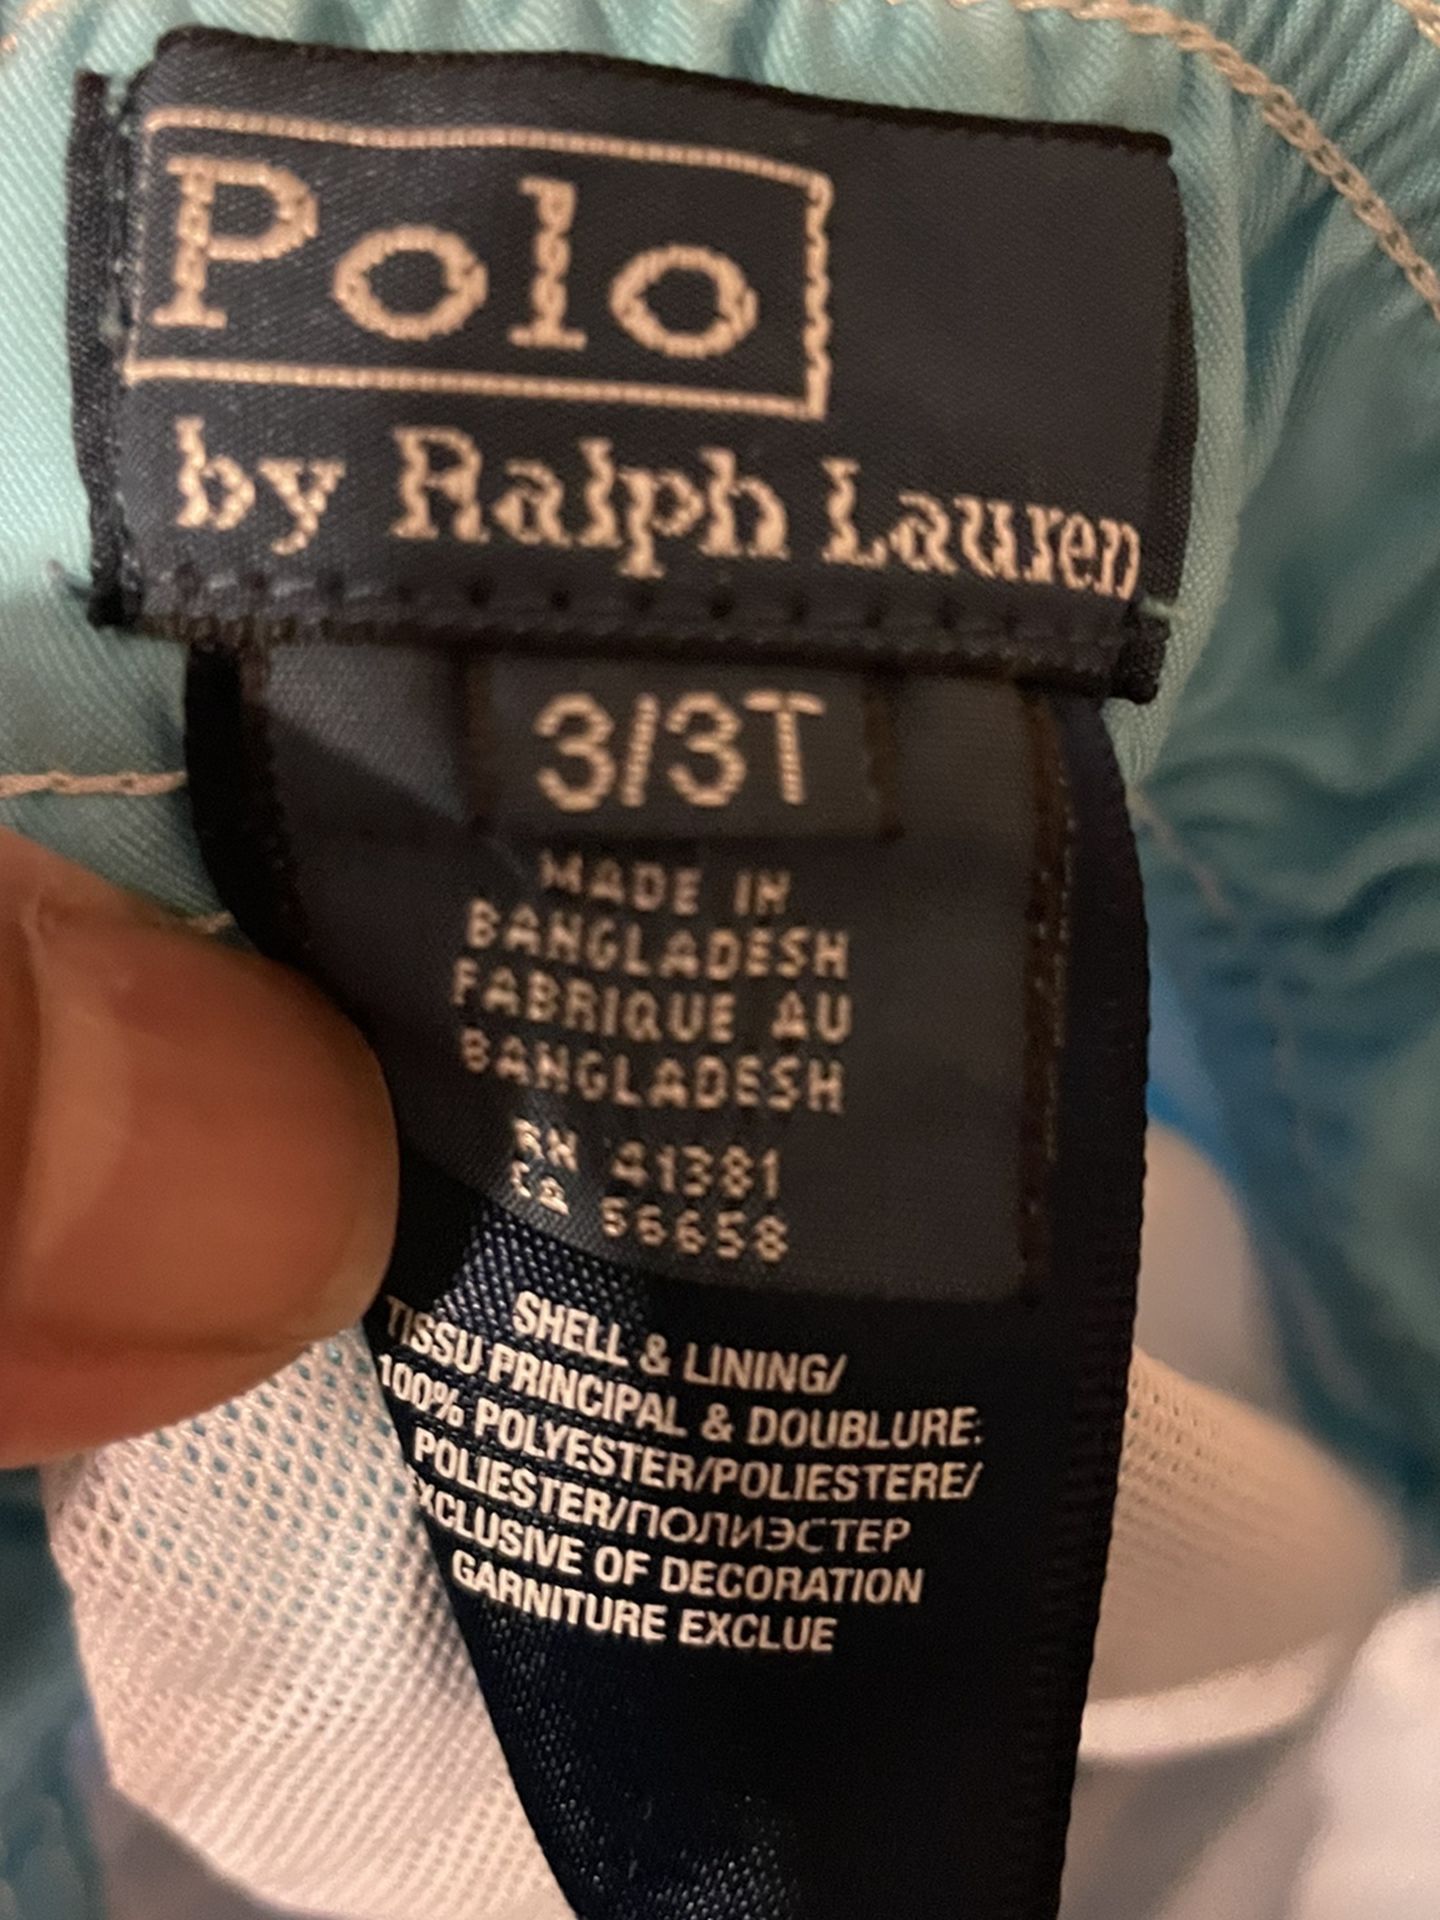 Polo
by Ralph Lauren
3/3T
MADE IN
BANGLADESH
FABRIQUE AU
BANGLADESH
RN 41381
CA 56658
SHELL & LINING/
TISSU PRINCIPAL & DOUBLURE:
100% POLYESTER/POLIESTERE/
POLIESTER/ПОЛИЭСТЕР
EXCLUSIVE OF DECORATION
GARNITURE EXCLUE